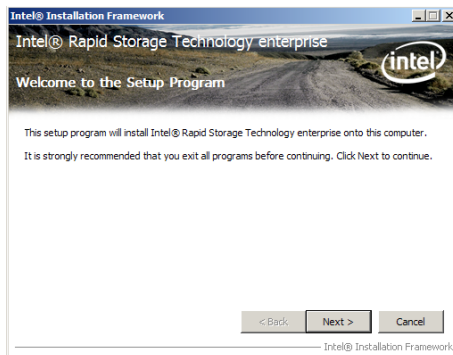 Intel® Installation Framework
Intel® Rapid Storage Technology enterprise
intel
Welcome to the Setup Program
This setup program will install Intel® Rapid Storage Technology enterprise onto this computer.
It is strongly recommended that you exit all programs before continuing. Click Next to continue.
< Back Next > Cancel
Intel® Installation Framework